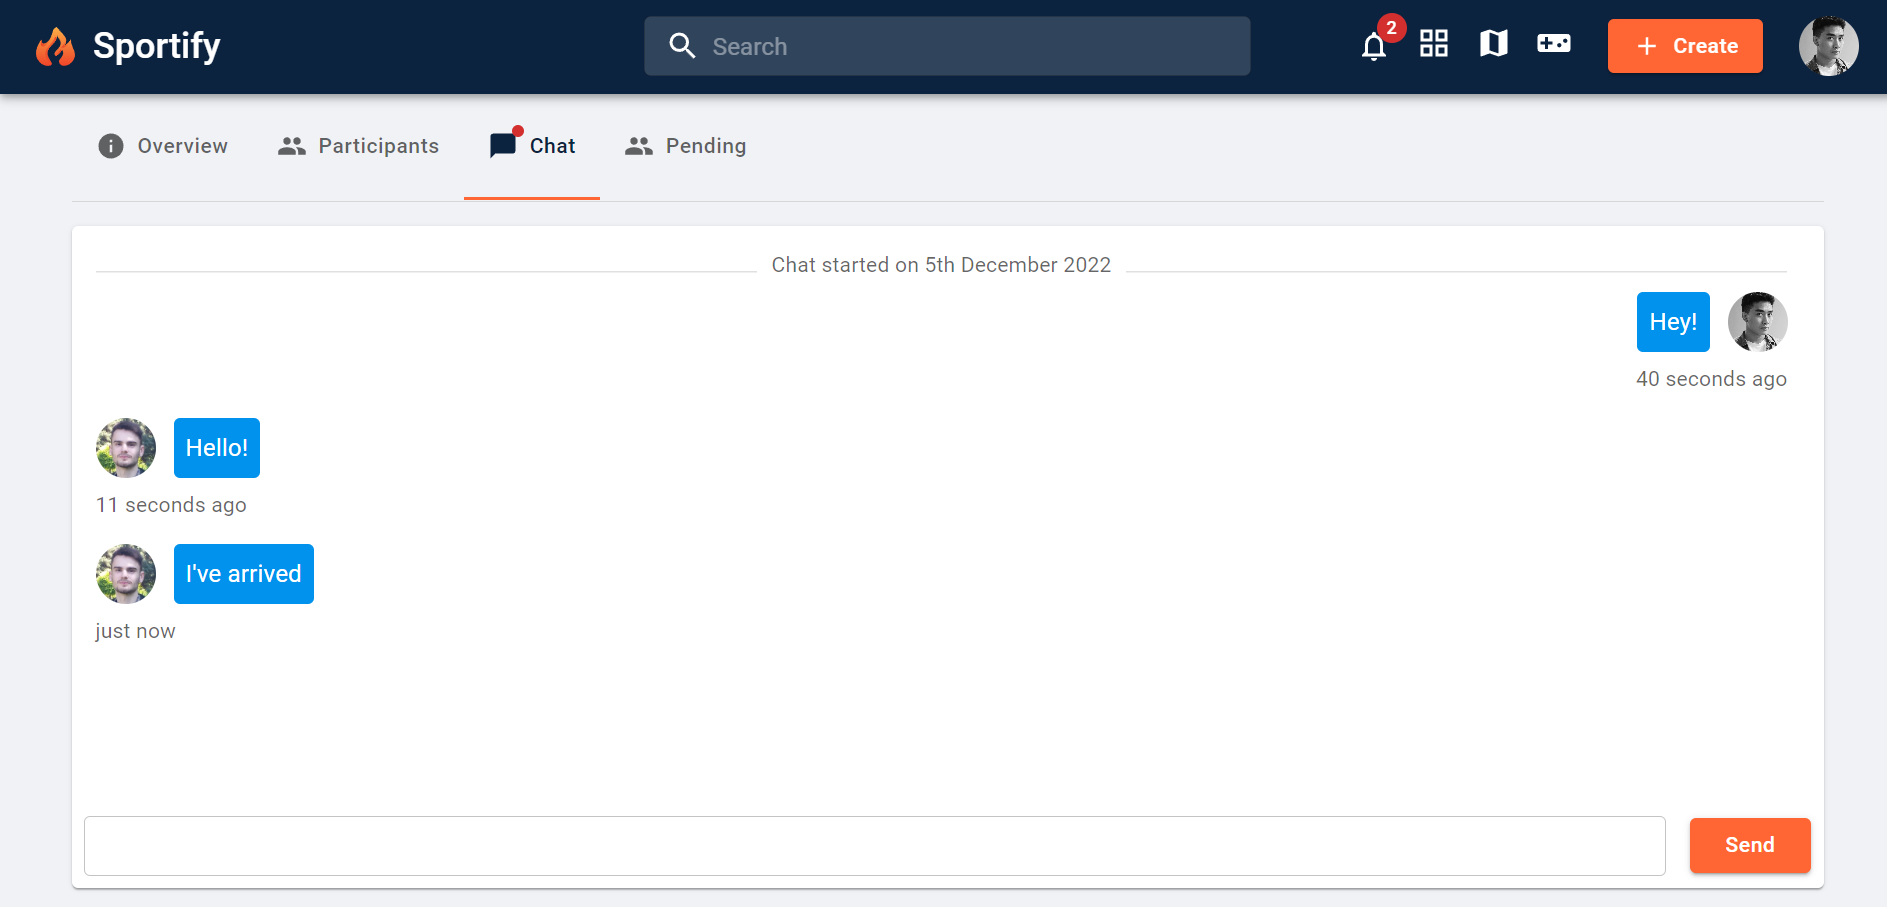 Sportify
Search
2
Create
Overview
Participants
Chat
Pending
Chat started on 5th December 2022
Hey!
40 seconds ago
Hello!
11 seconds ago
I've arrived
just now
Send